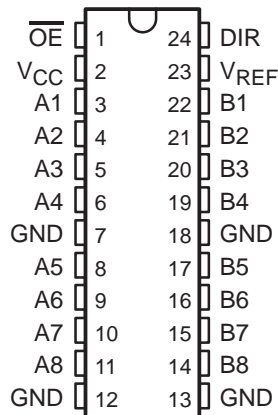 O̅E̅ 1 24 DIR
VCC 2 23 VREF
A1 3 22 B1
A2 4 21 B2
A3 5 20 B3
A4 6 19 B4
GND 7 18 GND
A5 8 17 B5
A6 9 16 B6
A7 10 15 B7
A8 11 14 B8
GND 12 13 GND